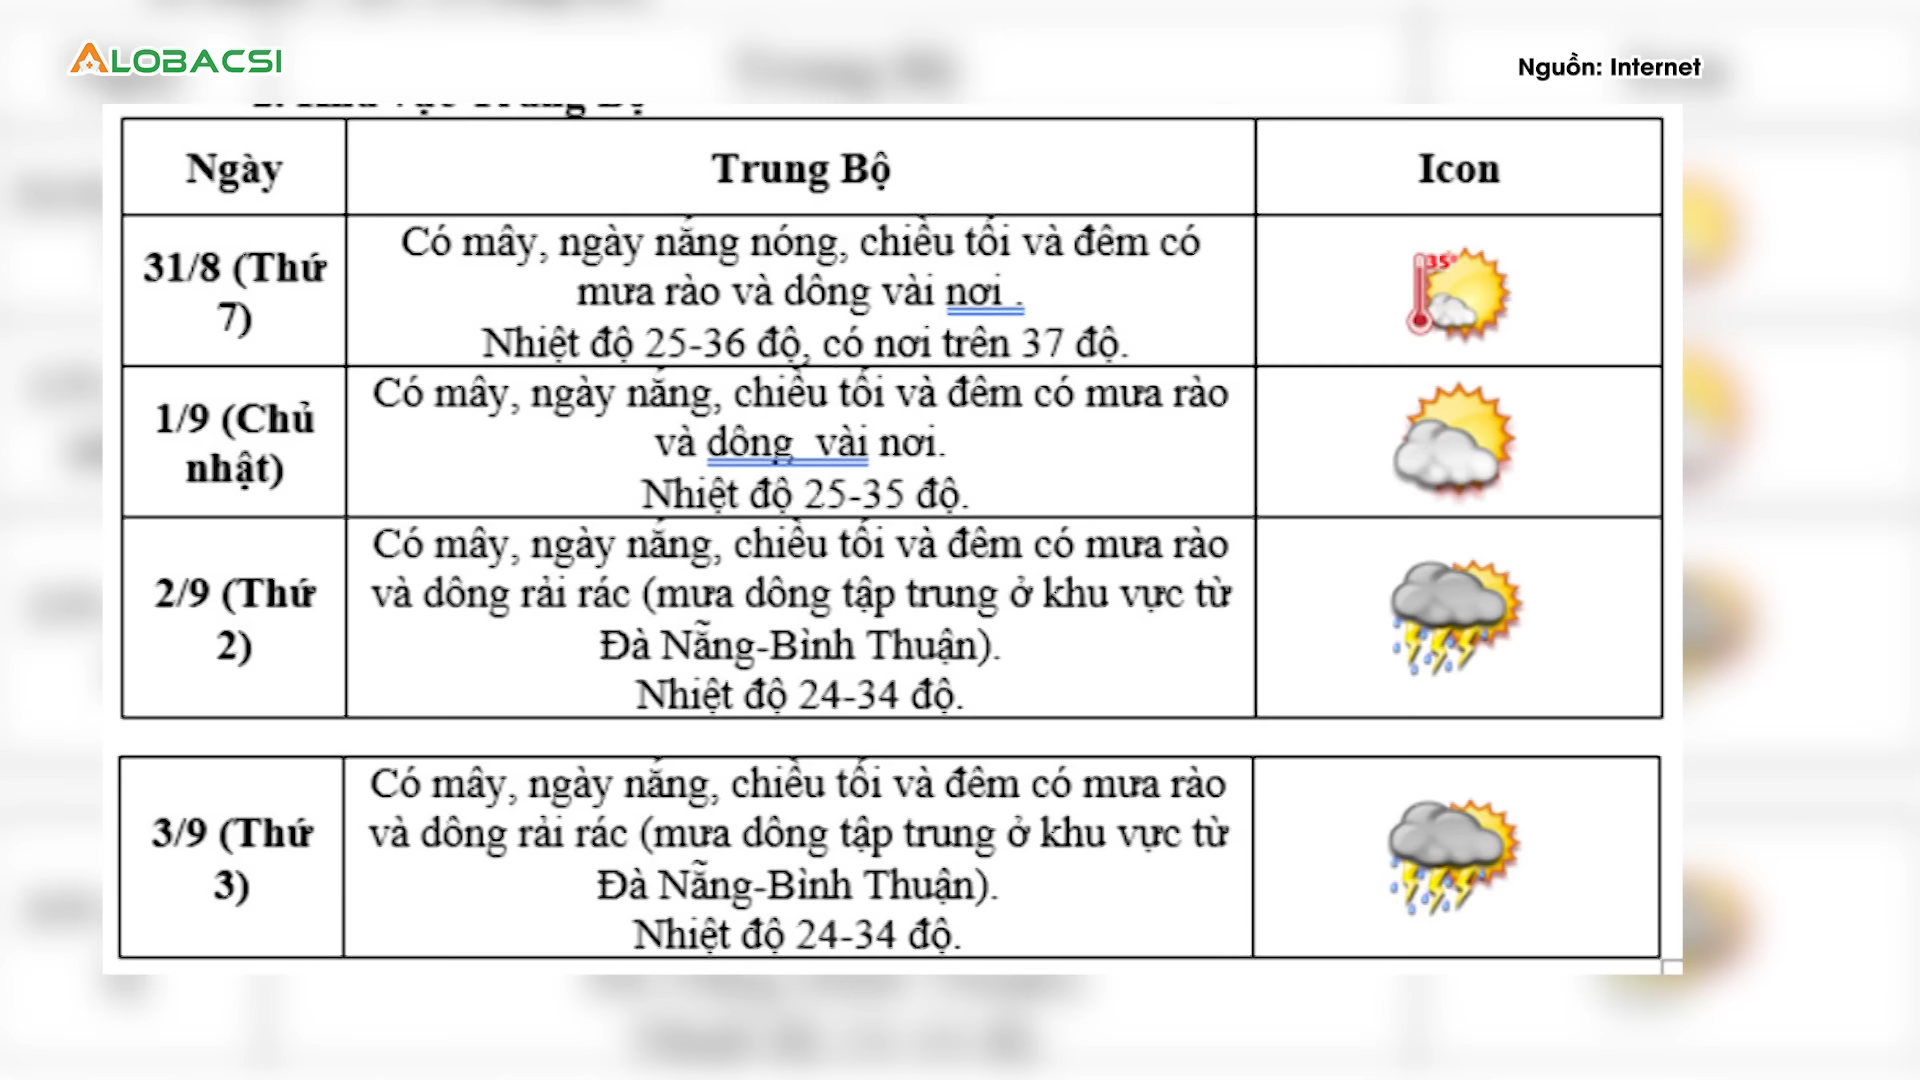 ALOBACSI
Nguồn: Internet
Ngày
Trung Bộ
Icon
31/8 (Thứ
7)
Có mây, ngày nắng nóng, chiều tối và đêm có
mưa rào và dông vài nơi .
Nhiệt độ 25-36 độ, có nơi trên 37 độ.
35°
1/9 (Chủ
nhật)
Có mây, ngày nắng, chiều tối và đêm có mưa rào
và dông  vài nơi.
Nhiệt độ 25-35 độ.
2/9 (Thứ
2)
Có mây, ngày nắng, chiều tối và đêm có mưa rào
và dông rải rác (mưa dông tập trung ở khu vực từ
Đà Nẵng-Bình Thuận).
Nhiệt độ 24-34 độ.
3/9 (Thứ
3)
Có mây, ngày nắng, chiều tối và đêm có mưa rào
và dông rải rác (mưa dông tập trung ở khu vực từ
Đà Nẵng-Bình Thuận).
Nhiệt độ 24-34 độ.